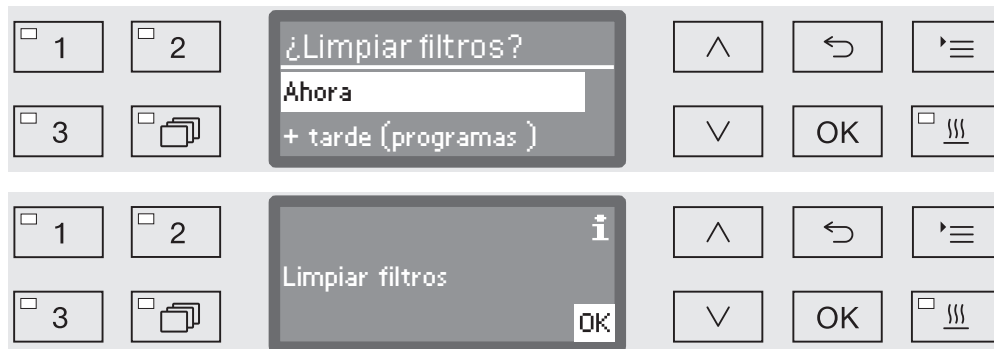 1
2
¿Limpiar filtros?
Ahora
3
+ tarde (programas )
OK
1
2
i
Limpiar filtros
3
OK
OK